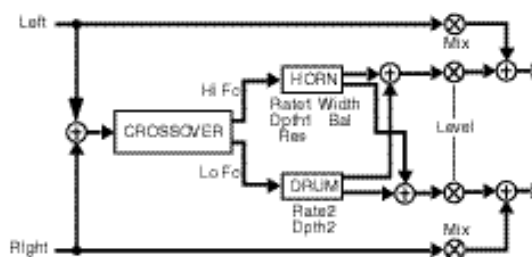 Left
Mix
Hi Fc
HORN
Rate1 Width
Dpth1 Bal
Res
CROSSOVER
Level
Lo Fc
DRUM
Rate2
Dpth2
Mix
Right